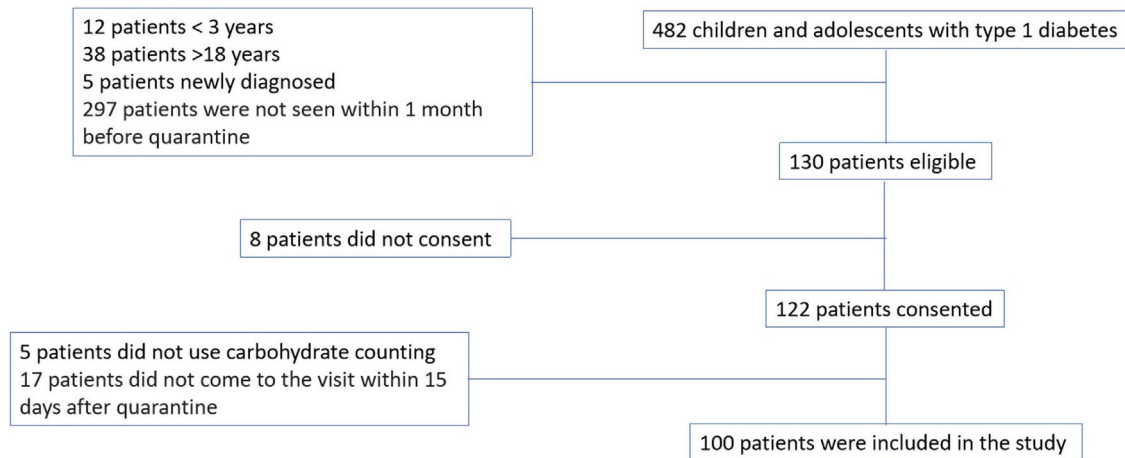 12 patients < 3 years
38 patients >18 years
5 patients newly diagnosed
297 patients were not seen within 1 month
before quarantine
482 children and adolescents with type 1 diabetes
130 patients eligible
8 patients did not consent
122 patients consented
5 patients did not use carbohydrate counting
17 patients did not come to the visit within 15
days after quarantine
100 patients were included in the study